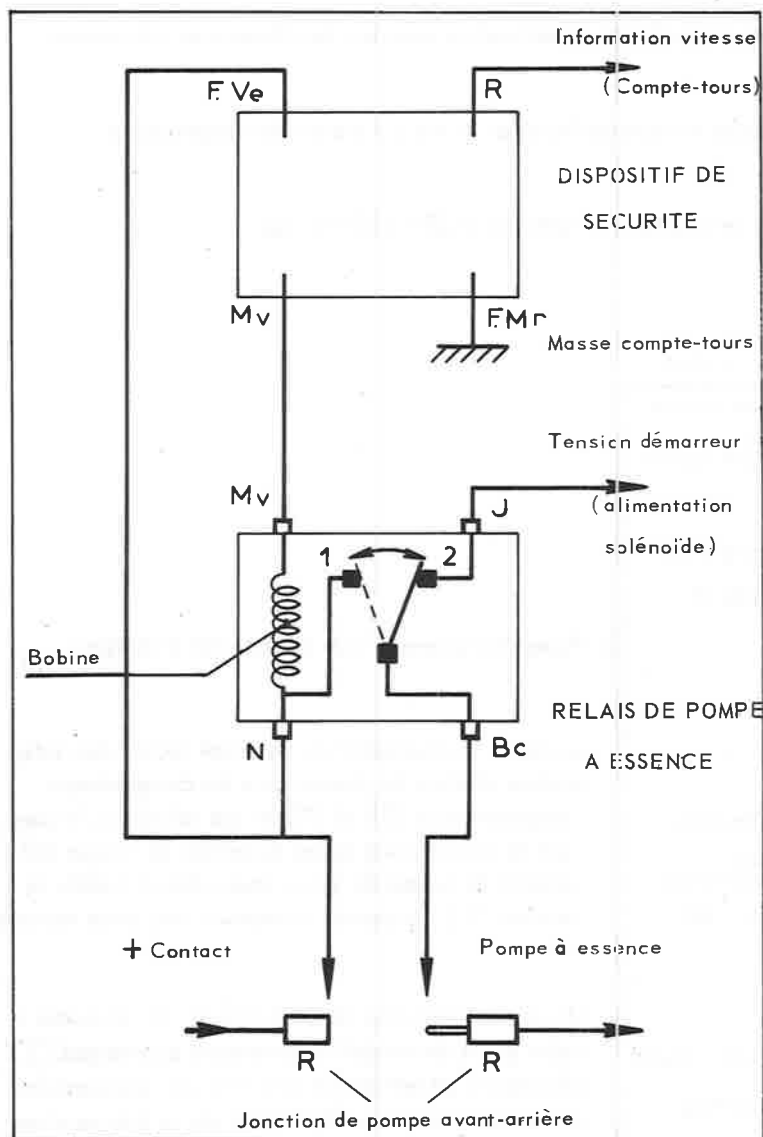 Information vitesse
F.Ve
R
(Compte-tours)
DISPOSITIF DE
SECURITE
Mv
F.Mr
Masse compte-tours
Tension démarreur
Mv
J
(alimentation
solénoïde)
1
2
Bobine
RELAIS DE POMPE
A ESSENCE
N
Bc
+ Contact
Pompe à essence
R
R
Jonction de pompe avant-arrière